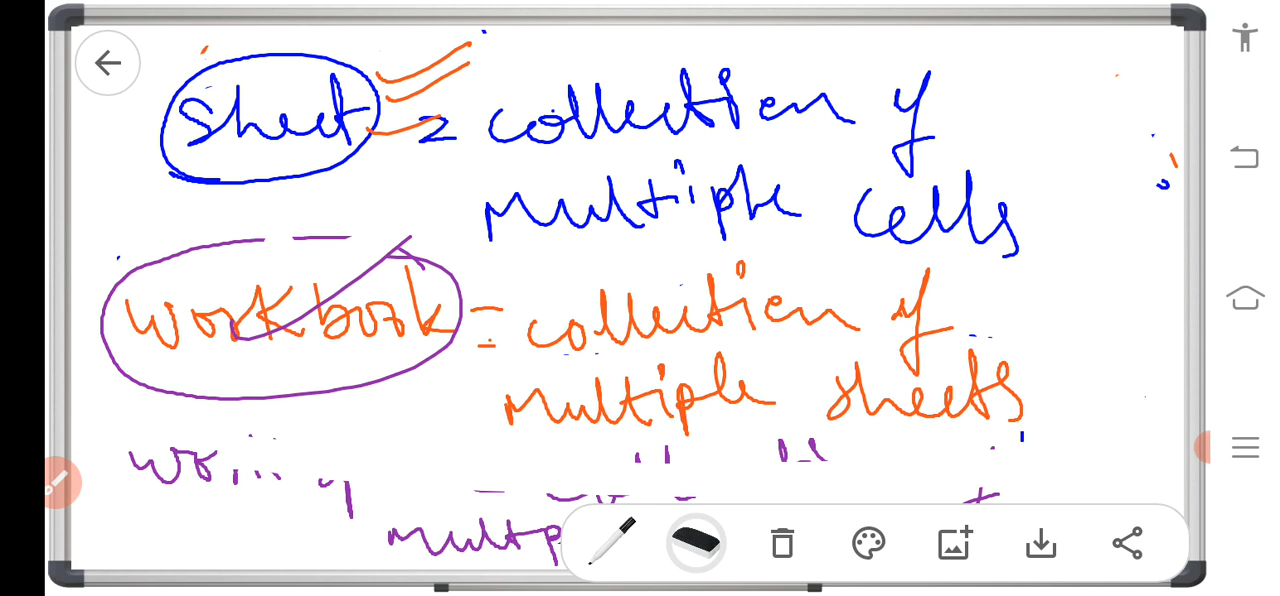 Sheet = collection of
multiple cells
Workbook = collection of
multiple sheets